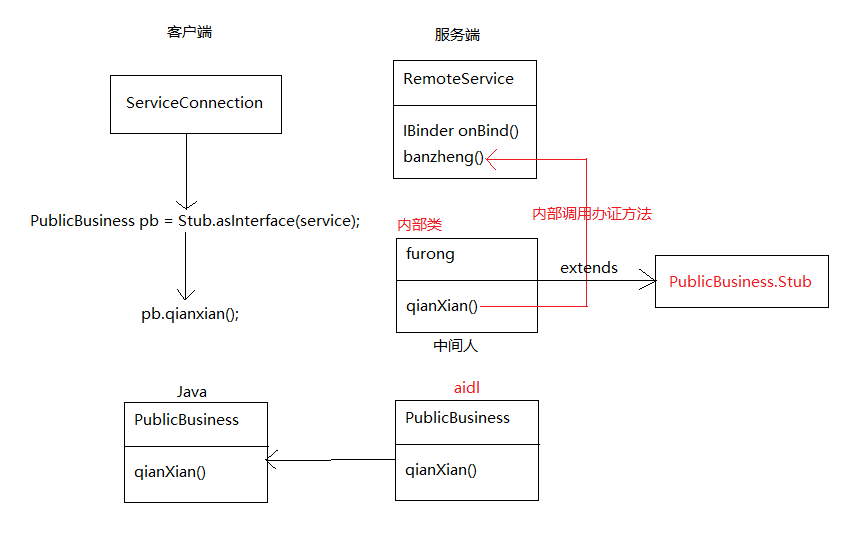 客户端
服务端
ServiceConnection
RemoteService
IBinder onBind()
banzheng()
PublicBusiness pb = Stub.asInterface(service);
内部调用办证方法
内部类
furong
extends
PublicBusiness.Stub
qianXian()
pb.qianxian();
中间人
Java
aidl
PublicBusiness
PublicBusiness
qianXian()
qianXian()